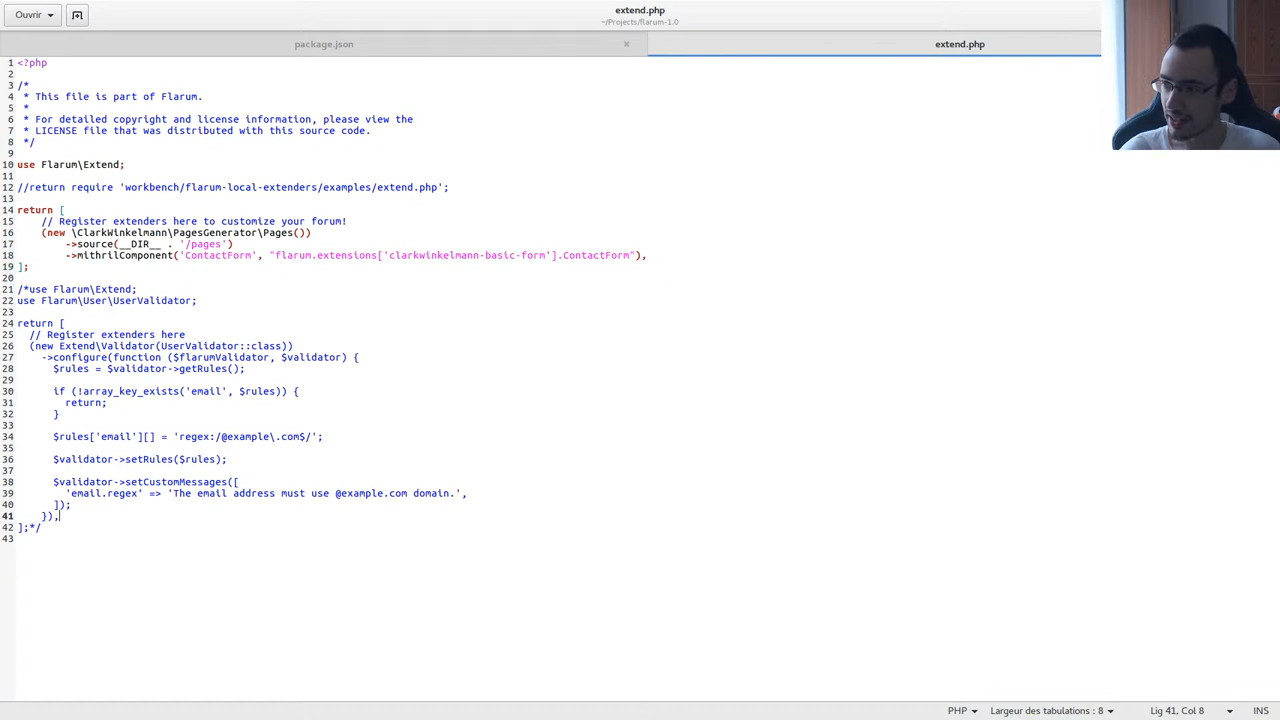 Ouvrir
extend.php
~/Projects/flarum-1.0
package.json
extend.php
1 <?php
2
3 /*
4  * This file is part of Flarum.
5  *
6  * For detailed copyright and license information, please view the
7  * LICENSE file that was distributed with this source code.
8  */
9
10 use Flarum\Extend;
11
12 //return require 'workbench/flarum-local-extenders/examples/extend.php';
13
14 return [
15     // Register extenders here to customize your forum!
16     (new \ClarkWinkelmann\PagesGenerator\Pages())
17         ->source(__DIR__ . '/pages')
18         ->mithrilComponent('ContactForm', "flarum.extensions['clarkwinkelmann-basic-form'].ContactForm"),
19 ];
20
21 /*use Flarum\Extend;
22 use Flarum\User\UserValidator;
23
24 return [
25   // Register extenders here
26   (new Extend\Validator(UserValidator::class))
27     ->configure(function ($flarumValidator, $validator) {
28       $rules = $validator->getRules();
29
30       if (!array_key_exists('email', $rules)) {
31         return;
32       }
33
34       $rules['email'][] = 'regex:/@example\.com$/';
35
36       $validator->setRules($rules);
37
38       $validator->setCustomMessages([
39         'email.regex' => 'The email address must use @example.com domain.',
40       ]);
41     }),
42 ];*/
43
PHP
Largeur des tabulations : 8
Lig 41, Col 8
INS